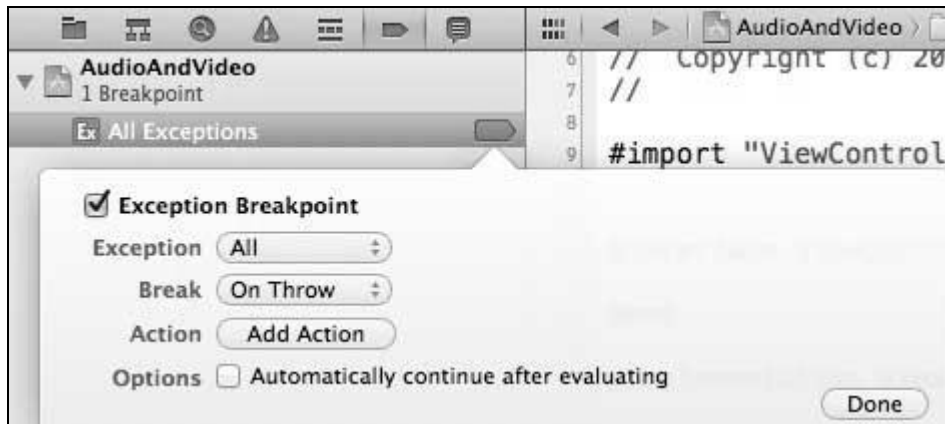 AudioAndVideo
1 Breakpoint
Ex All Exceptions
AudioAndVideo
6 // Copyright (c) 20
7 //
8
9 #import "ViewControl
Exception Breakpoint
Exception All
Break On Throw
Action Add Action
Options Automatically continue after evaluating
Done